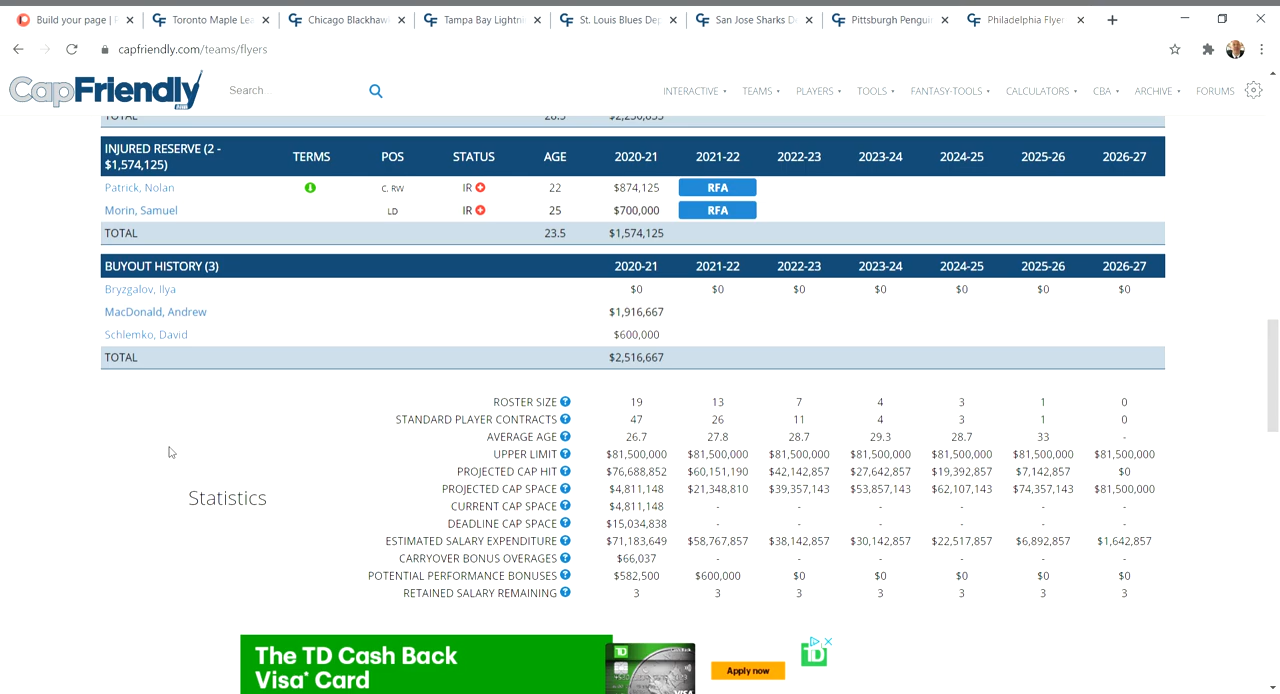 Build your page | Toronto Maple Lea Chicago Blackhaw Tampa Bay Lightni St. Louis Blues Dep San Jose Sharks D Pittsburgh Pengui Philadelphia Flyer
capfriendly.com/teams/flyers
CapFriendly Search... INTERACTIVE TEAMS PLAYERS TOOLS FANTASY-TOOLS CALCULATORS CBA ARCHIVE FORUMS
TOTAL 28.5
INJURED RESERVE (2 - $1,574,125) TERMS POS STATUS AGE 2020-21 2021-22 2022-23 2023-24 2024-25 2025-26 2026-27
Patrick, Nolan C, RW IR 22 $874,125 RFA
Morin, Samuel LD IR 25 $700,000 RFA
TOTAL 23.5 $1,574,125
BUYOUT HISTORY (3) 2020-21 2021-22 2022-23 2023-24 2024-25 2025-26 2026-27
Bryzgalov, Ilya $0 $0 $0 $0 $0 $0 $0
MacDonald, Andrew $1,916,667
Schlemko, David $600,000
TOTAL $2,516,667
ROSTER SIZE ? 19 13 7 4 3 1 0
STANDARD PLAYER CONTRACTS ? 47 26 11 4 3 1 0
AVERAGE AGE ? 26.7 27.8 28.7 29.3 28.7 33 -
UPPER LIMIT ? $81,500,000 $81,500,000 $81,500,000 $81,500,000 $81,500,000 $81,500,000 $81,500,000
PROJECTED CAP HIT ? $76,688,852 $60,151,190 $42,142,857 $27,642,857 $19,392,857 $7,142,857 $0
PROJECTED CAP SPACE ? $4,811,148 $21,348,810 $39,357,143 $53,857,143 $62,107,143 $74,357,143 $81,500,000
Statistics
CURRENT CAP SPACE ? $4,811,148 - - - - - -
DEADLINE CAP SPACE ? $15,034,838 - - - - - -
ESTIMATED SALARY EXPENDITURE ? $71,183,649 $58,767,857 $38,142,857 $30,142,857 $22,517,857 $6,892,857 $1,642,857
CARRYOVER BONUS OVERAGES ? $66,037 - - - - - -
POTENTIAL PERFORMANCE BONUSES ? $582,500 $600,000 $0 $0 $0 $0 $0
RETAINED SALARY REMAINING ? 3 3 3 3 3 3 3
The TD Cash Back
Visa* Card
TD
VISA
Apply now
TD